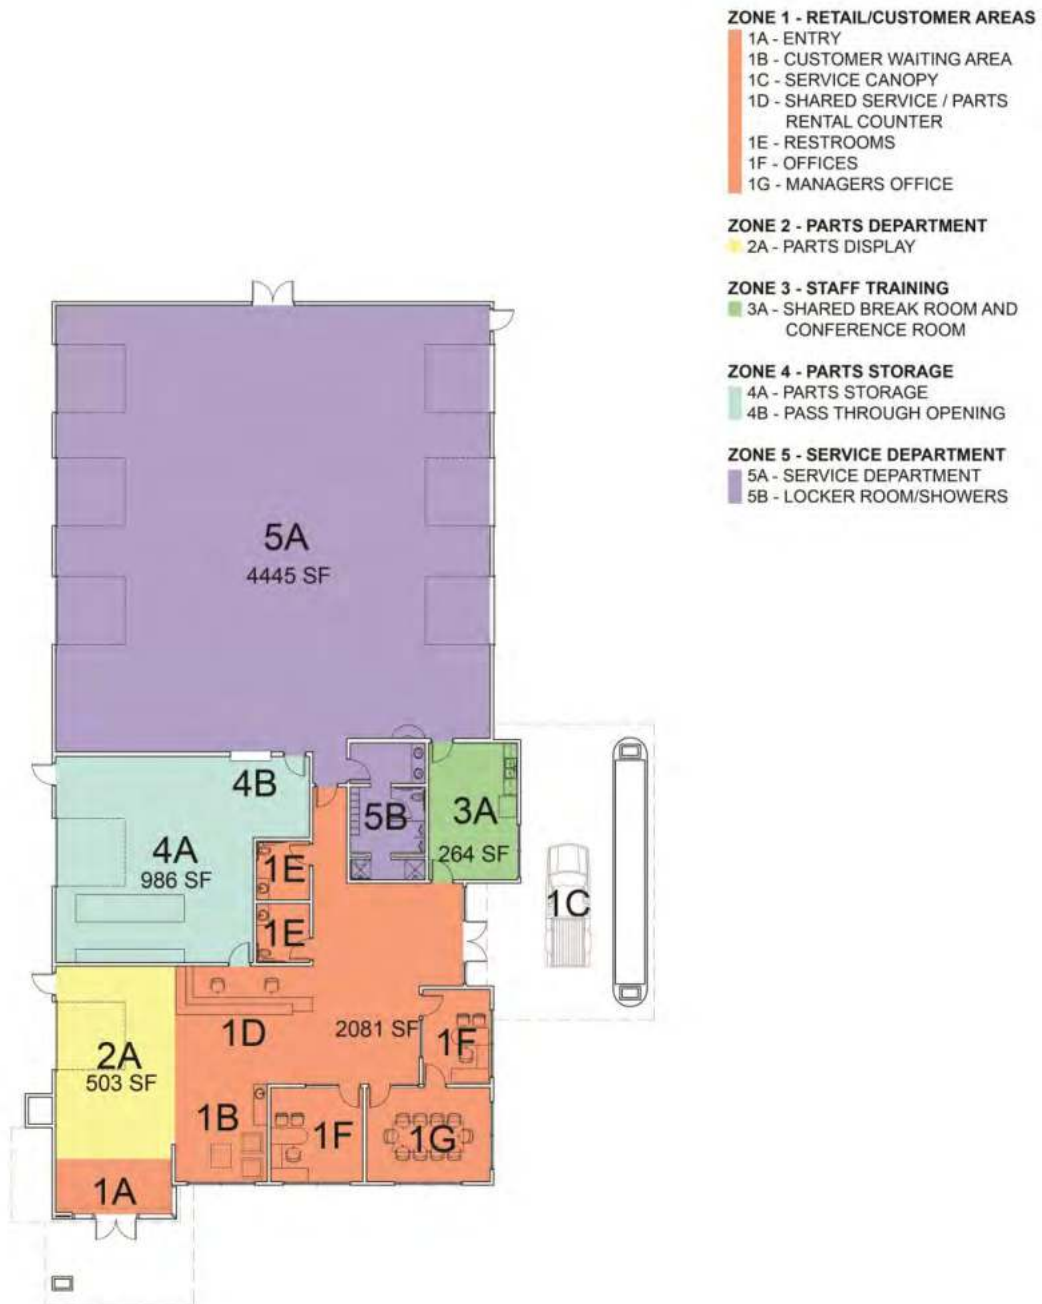 ZONE 1 - RETAIL/CUSTOMER AREAS
1A - ENTRY
1B - CUSTOMER WAITING AREA
1C - SERVICE CANOPY
1D - SHARED SERVICE / PARTS
RENTAL COUNTER
1E - RESTROOMS
1F - OFFICES
1G - MANAGERS OFFICE
ZONE 2 - PARTS DEPARTMENT
2A - PARTS DISPLAY
ZONE 3 - STAFF TRAINING
3A - SHARED BREAK ROOM AND
CONFERENCE ROOM
ZONE 4 - PARTS STORAGE
4A - PARTS STORAGE
4B - PASS THROUGH OPENING
ZONE 5 - SERVICE DEPARTMENT
5A - SERVICE DEPARTMENT
5B - LOCKER ROOM/SHOWERS
5A
4445 SF
4B
5B
3A
264 SF
4A
986 SF
1E
1C
1E
1D
2081 SF
1F
2A
503 SF
1B
1F
1G
1A